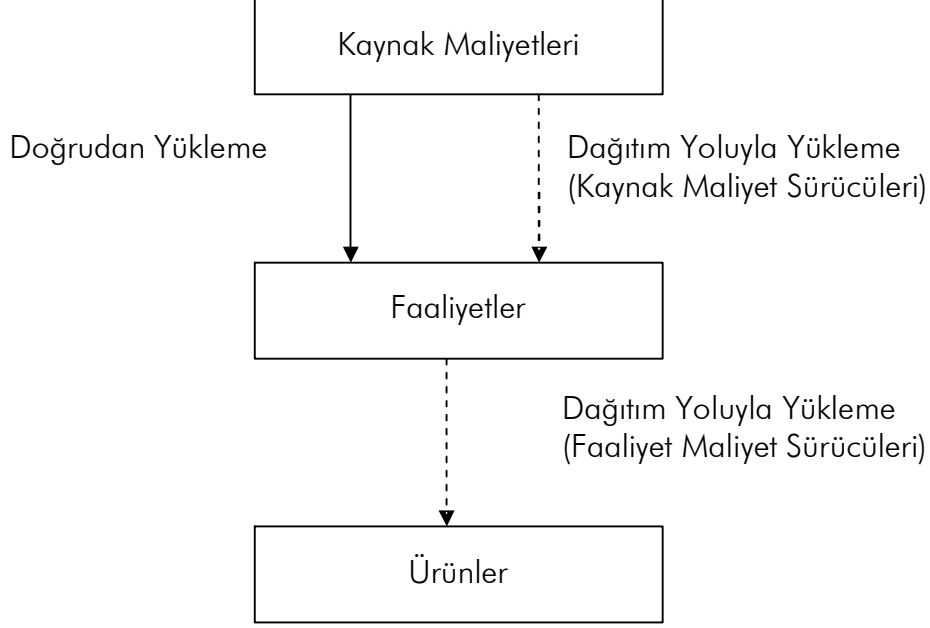 Kaynak Maliyetleri
Doğrudan Yükleme
Dağıtım Yoluyla Yükleme
(Kaynak Maliyet Sürücüleri)
Faaliyetler
Dağıtım Yoluyla Yükleme
(Faaliyet Maliyet Sürücüleri)
Ürünler